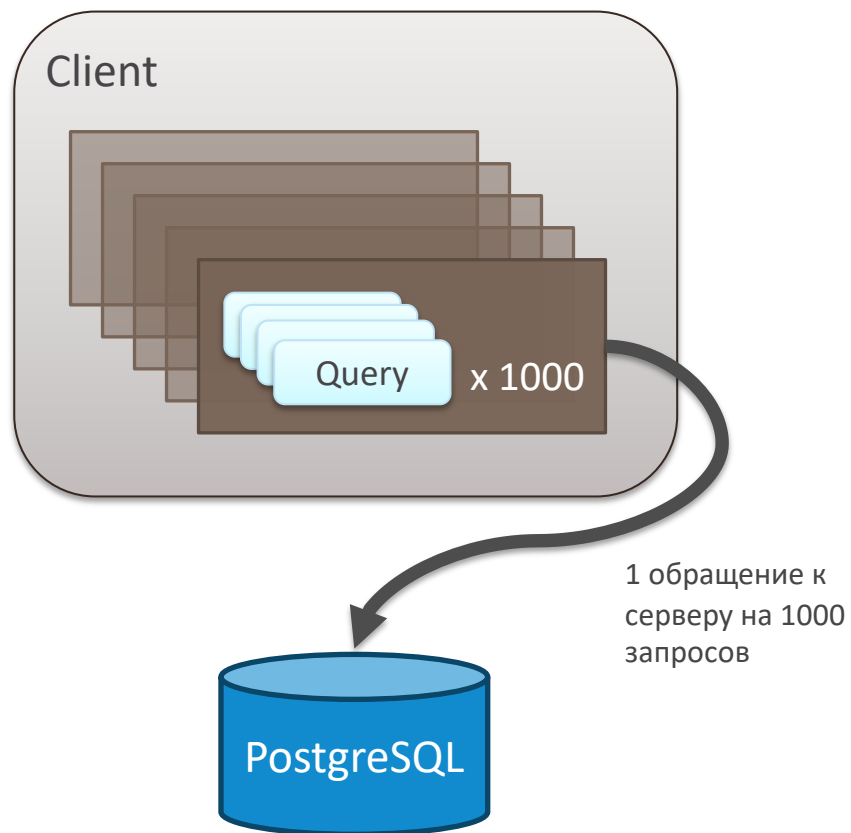 Client
Query
x 1000
1 обращение к
серверу на 1000
запросов
PostgreSQL